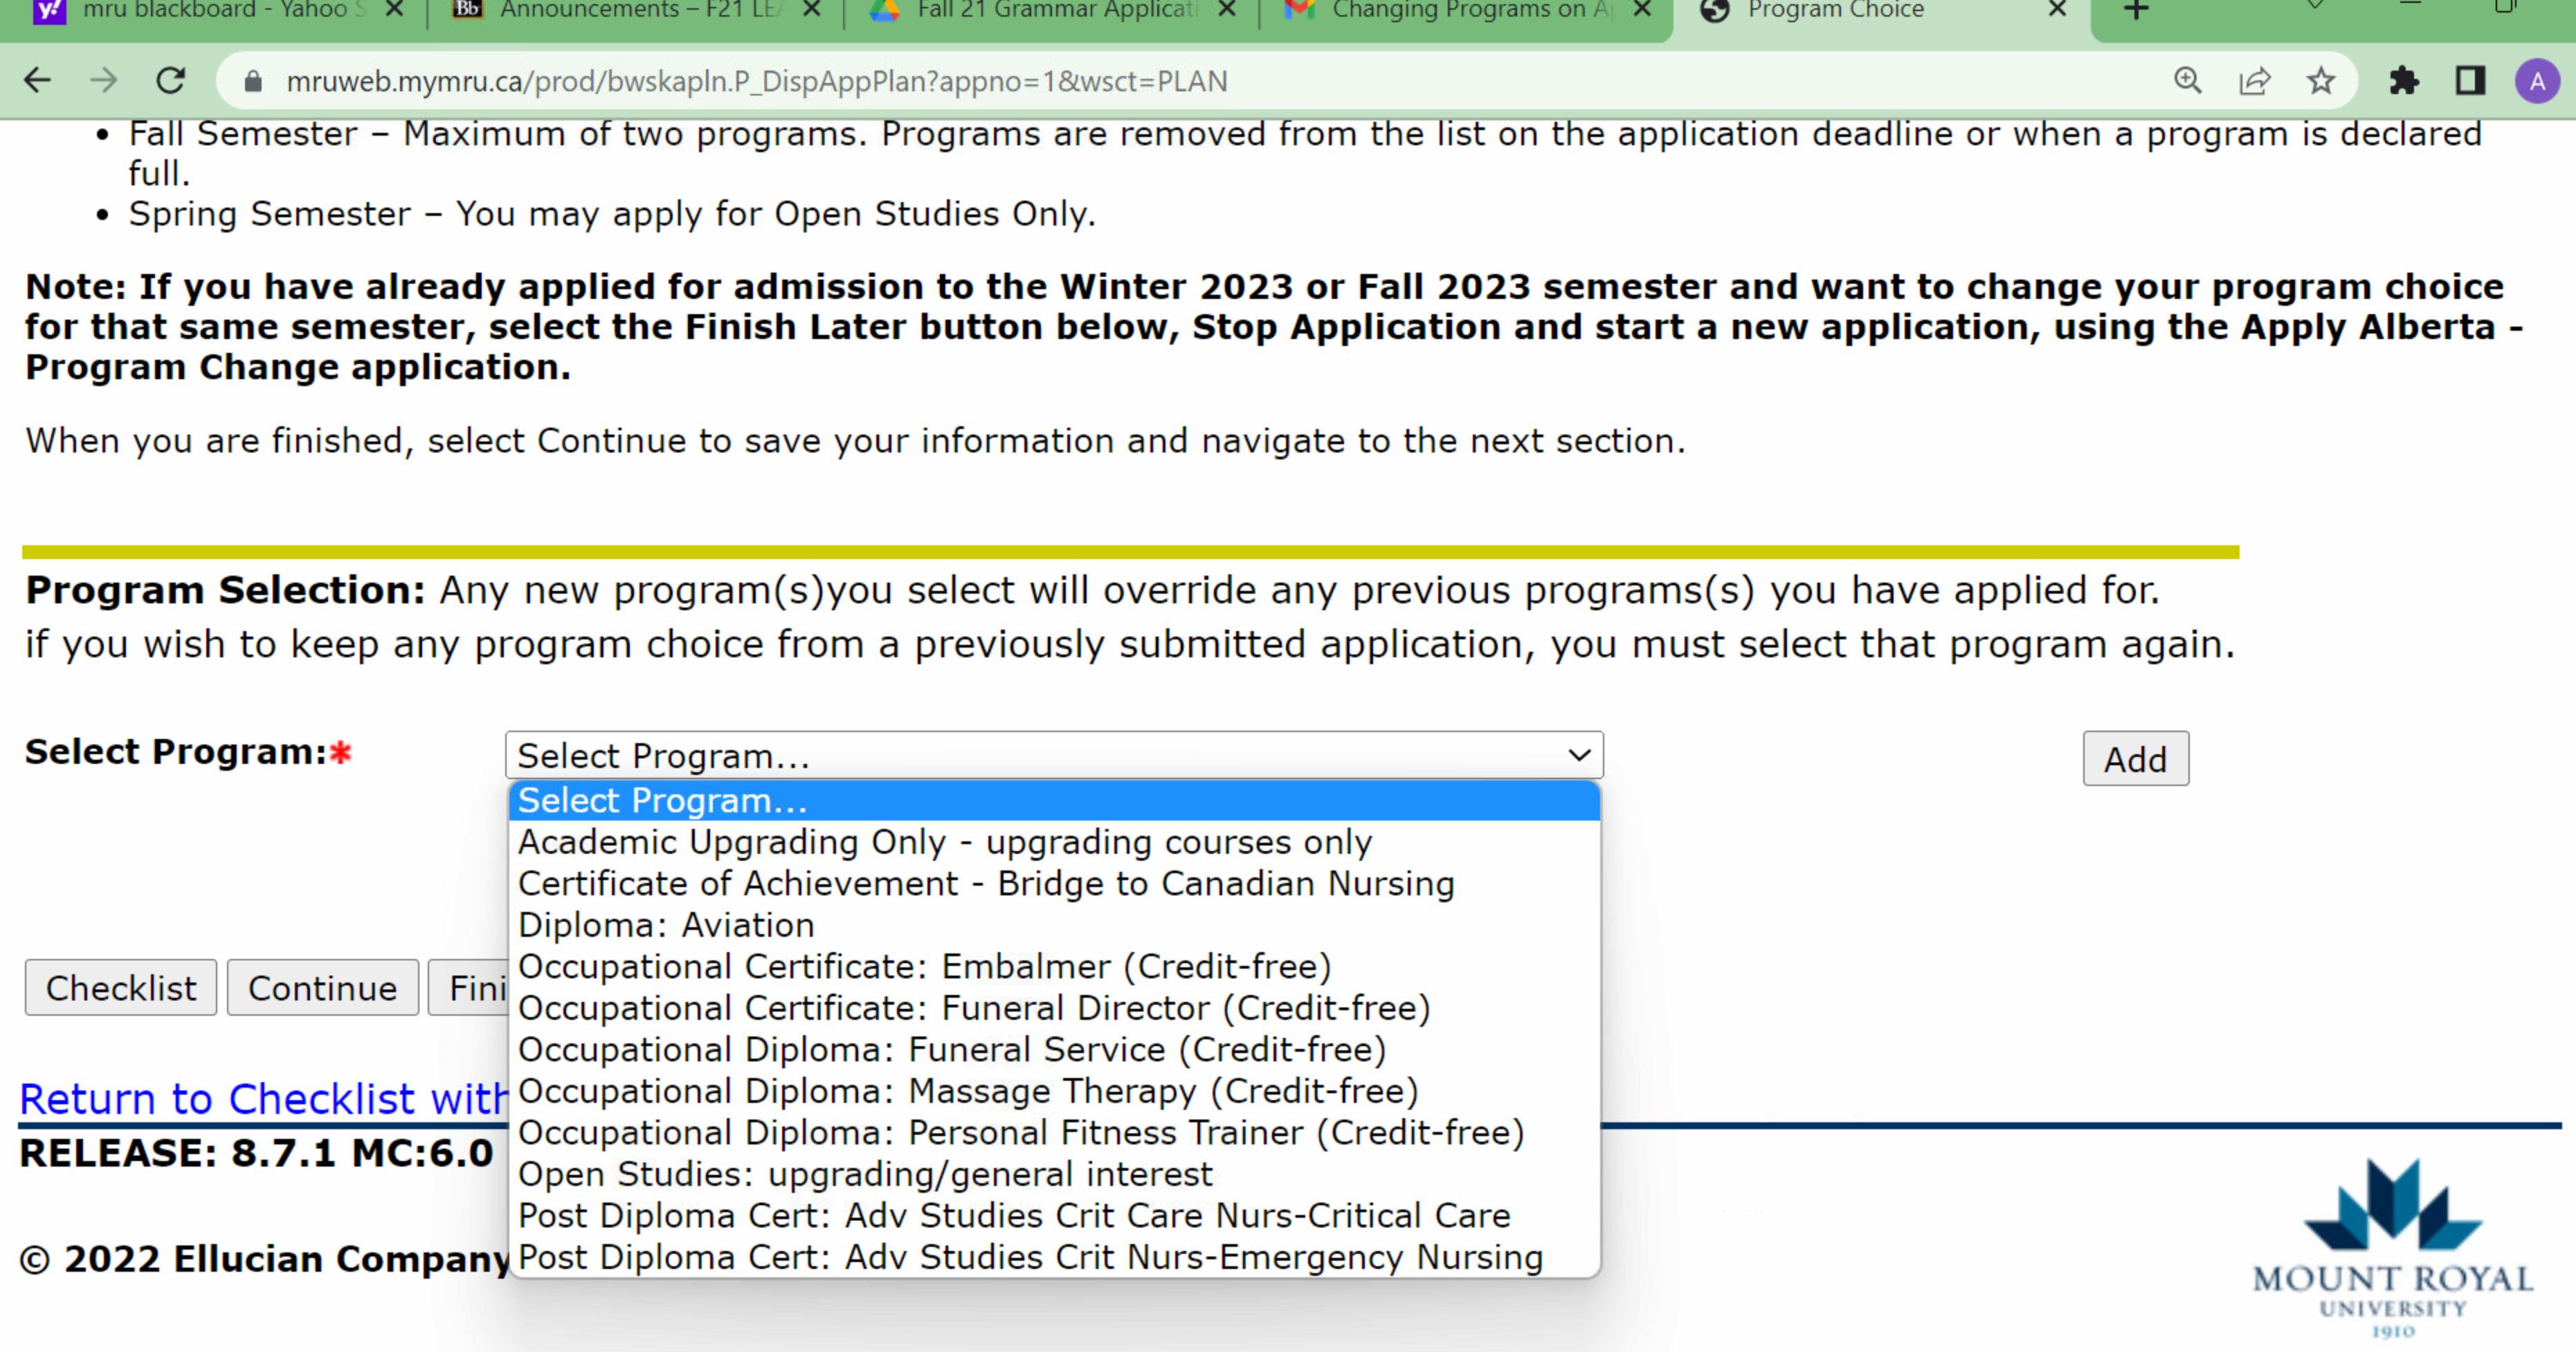 mru blackboard - Yahoo S
Bb Announcements – F21 LEA
Fall 21 Grammar Applicati
Changing Programs on Ap
Program Choice
mruweb.mymru.ca/prod/bwskapln.P_DispAppPlan?appno=1&wsct=PLAN
A
• Fall Semester – Maximum of two programs. Programs are removed from the list on the application deadline or when a program is declared
full.
• Spring Semester – You may apply for Open Studies Only.
Note: If you have already applied for admission to the Winter 2023 or Fall 2023 semester and want to change your program choice
for that same semester, select the Finish Later button below, Stop Application and start a new application, using the Apply Alberta -
Program Change application.
When you are finished, select Continue to save your information and navigate to the next section.
Program Selection: Any new program(s)you select will override any previous programs(s) you have applied for.
if you wish to keep any program choice from a previously submitted application, you must select that program again.
Select Program:*
Select Program...
Add
Select Program...
Academic Upgrading Only - upgrading courses only
Certificate of Achievement - Bridge to Canadian Nursing
Diploma: Aviation
Occupational Certificate: Embalmer (Credit-free)
Occupational Certificate: Funeral Director (Credit-free)
Occupational Diploma: Funeral Service (Credit-free)
Occupational Diploma: Massage Therapy (Credit-free)
Occupational Diploma: Personal Fitness Trainer (Credit-free)
Open Studies: upgrading/general interest
Post Diploma Cert: Adv Studies Crit Care Nurs-Critical Care
Post Diploma Cert: Adv Studies Crit Nurs-Emergency Nursing
Checklist Continue Fini
Return to Checklist with
RELEASE: 8.7.1 MC:6.0
© 2022 Ellucian Company
MOUNT ROYAL
UNIVERSITY
1910